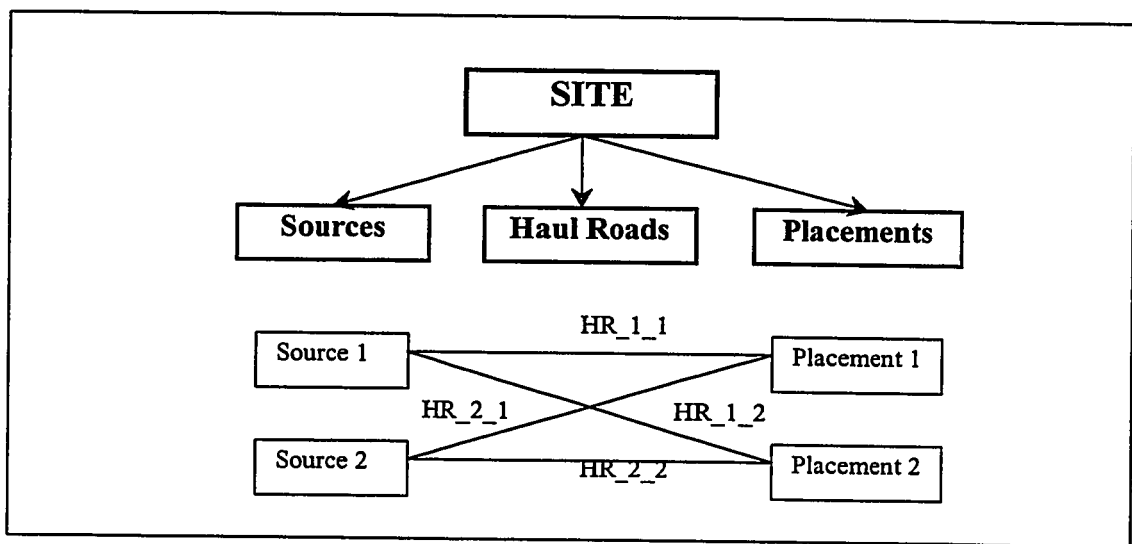 SITE
Sources
Haul Roads
Placements
HR_1_1
Source 1
Placement 1
HR_2_1
HR_1_2
Source 2
HR_2_2
Placement 2